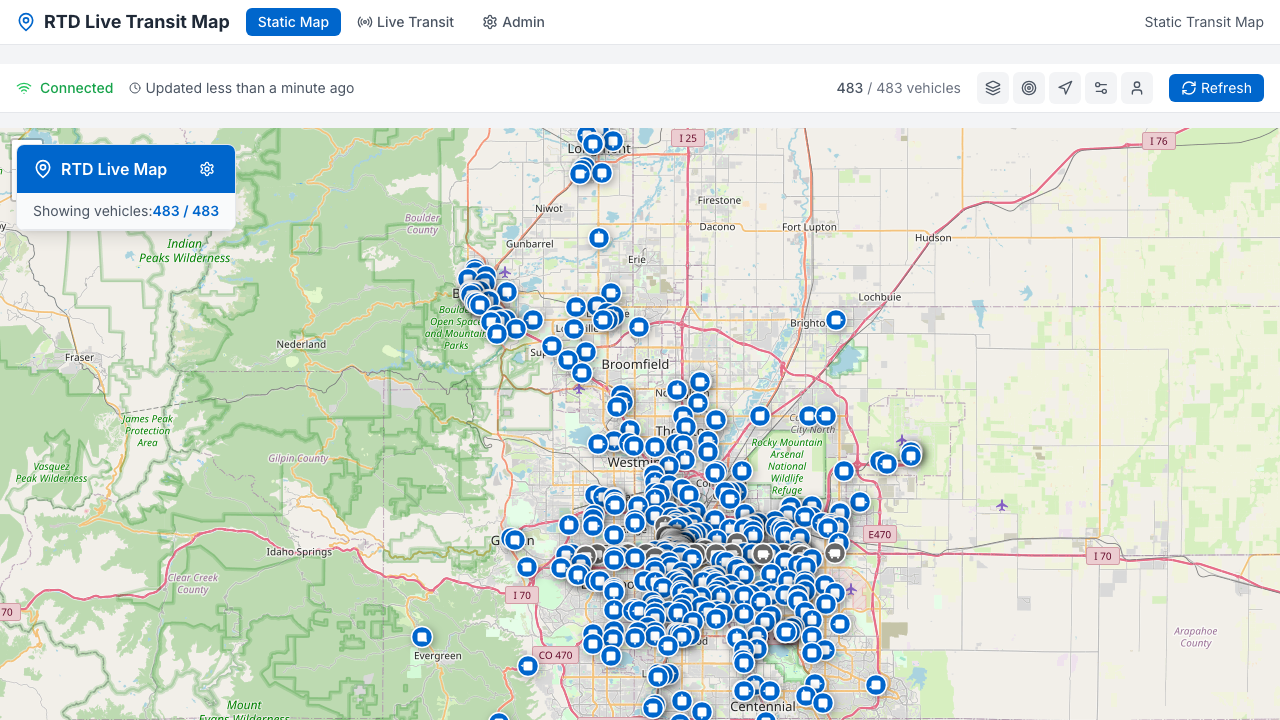 RTD Live Transit Map
Static Map
Live Transit
Admin
Static Transit Map
Connected
Updated less than a minute ago
483 / 483 vehicles
Refresh
RTD Live Map
Showing vehicles:483 / 483
I 25
I 76
Niwot
Firestone
Dacono
Fort Lupton
Hudson
Gunbarrel
Erie
Boulder
County
Indian
Peaks Wilderness
Lochbuie
Open Space
and Mountain
Parks
Nederland
Fraser
Broomfield
James Peak
Protection
Area
City North
Rocky Mountain
Arsenal
National
Wildlife
Refuge
Gilpin County
Vasquez
Peak Wilderness
E470
Idaho Springs
I 70
Clear Creek
County
I 70
70
Arapahoe
County
CO 470
Evergreen
Mount
Evans Wilderness
Centennial